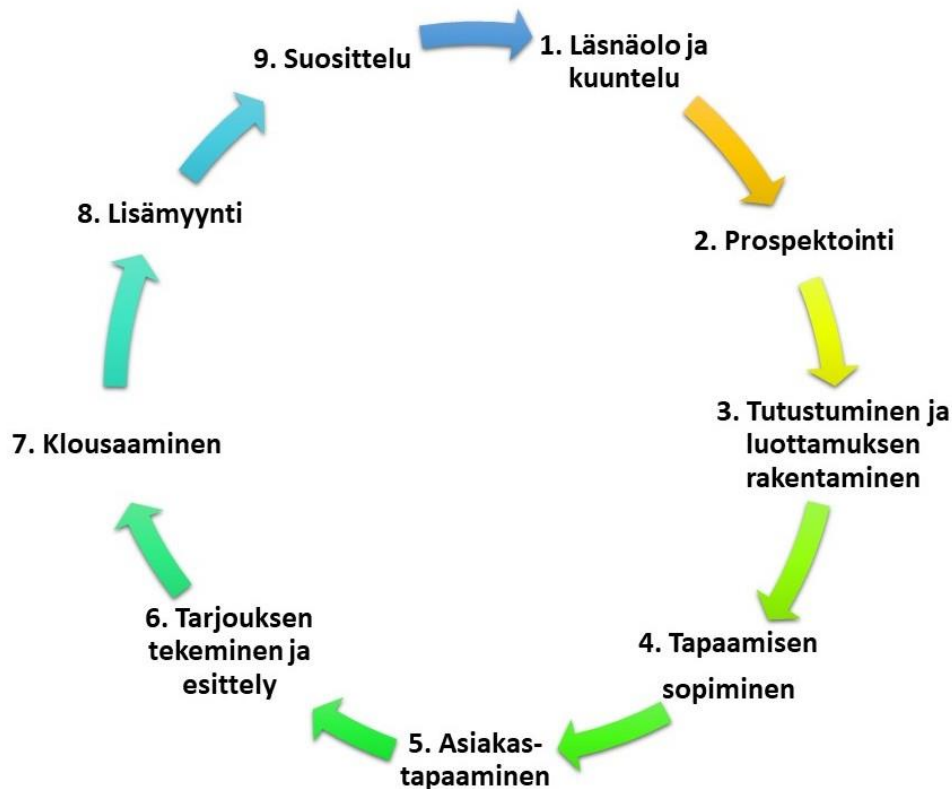 1. Läsnäolo ja
kuuntelu
2. Prospektointi
3. Tutustuminen ja
luottamuksen
rakentaminen
4. Tapaamisen
sopiminen
5. Asiakas-
tapaaminen
6. Tarjouksen
tekeminen ja
esittely
7. Klousaaminen
8. Lisämyynti
9. Suosittelu